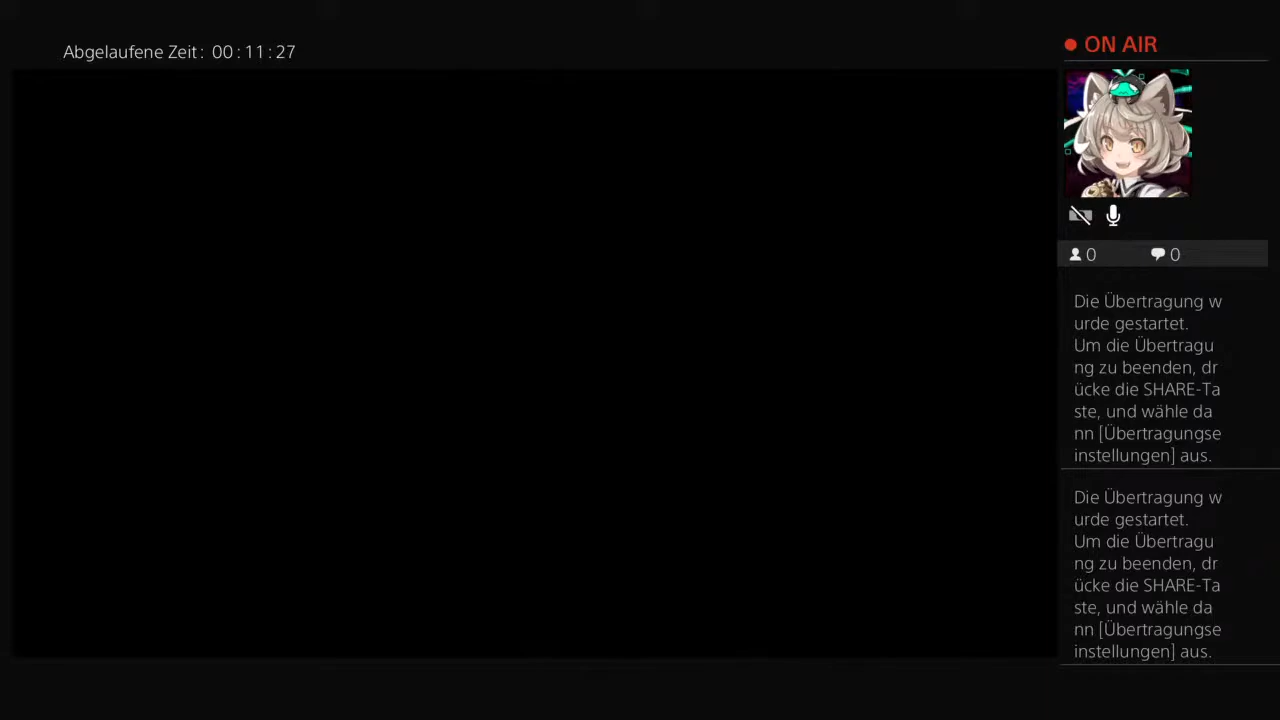 Abgelaufene Zeit: 00:11:27
ON AIR
0 0
Die Übertragung w
urde gestartet.
Um die Übertragu
ng zu beenden, dr
ücke die SHARE-Ta
ste, und wähle da
nn [Übertragungse
instellungen] aus.
Die Übertragung w
urde gestartet.
Um die Übertragu
ng zu beenden, dr
ücke die SHARE-Ta
ste, und wähle da
nn [Übertragungse
instellungen] aus.